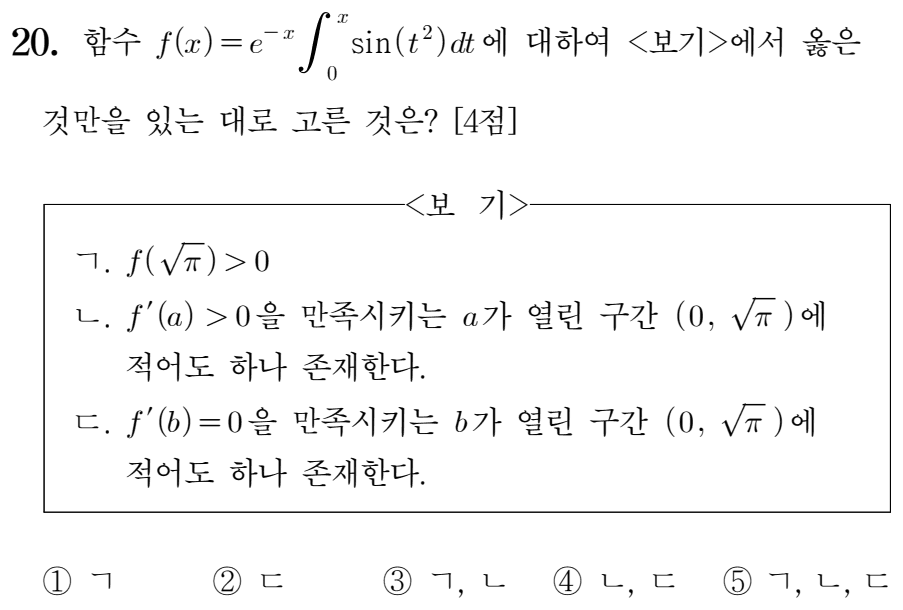 20. 함수 f(x)=e^{-x}∫_0^x sin(t²)dt에 대하여 <보기>에서 옳은
것만을 있는 대로 고른 것은? [4점]
<보 기>
ㄱ. f(√π)>0
ㄴ. f′(a)>0을 만족시키는 a가 열린 구간 (0, √π)에
적어도 하나 존재한다.
ㄷ. f′(b)=0을 만족시키는 b가 열린 구간 (0, √π)에
적어도 하나 존재한다.
① ㄱ ② ㄷ ③ ㄱ, ㄴ ④ ㄴ, ㄷ ⑤ ㄱ, ㄴ, ㄷ